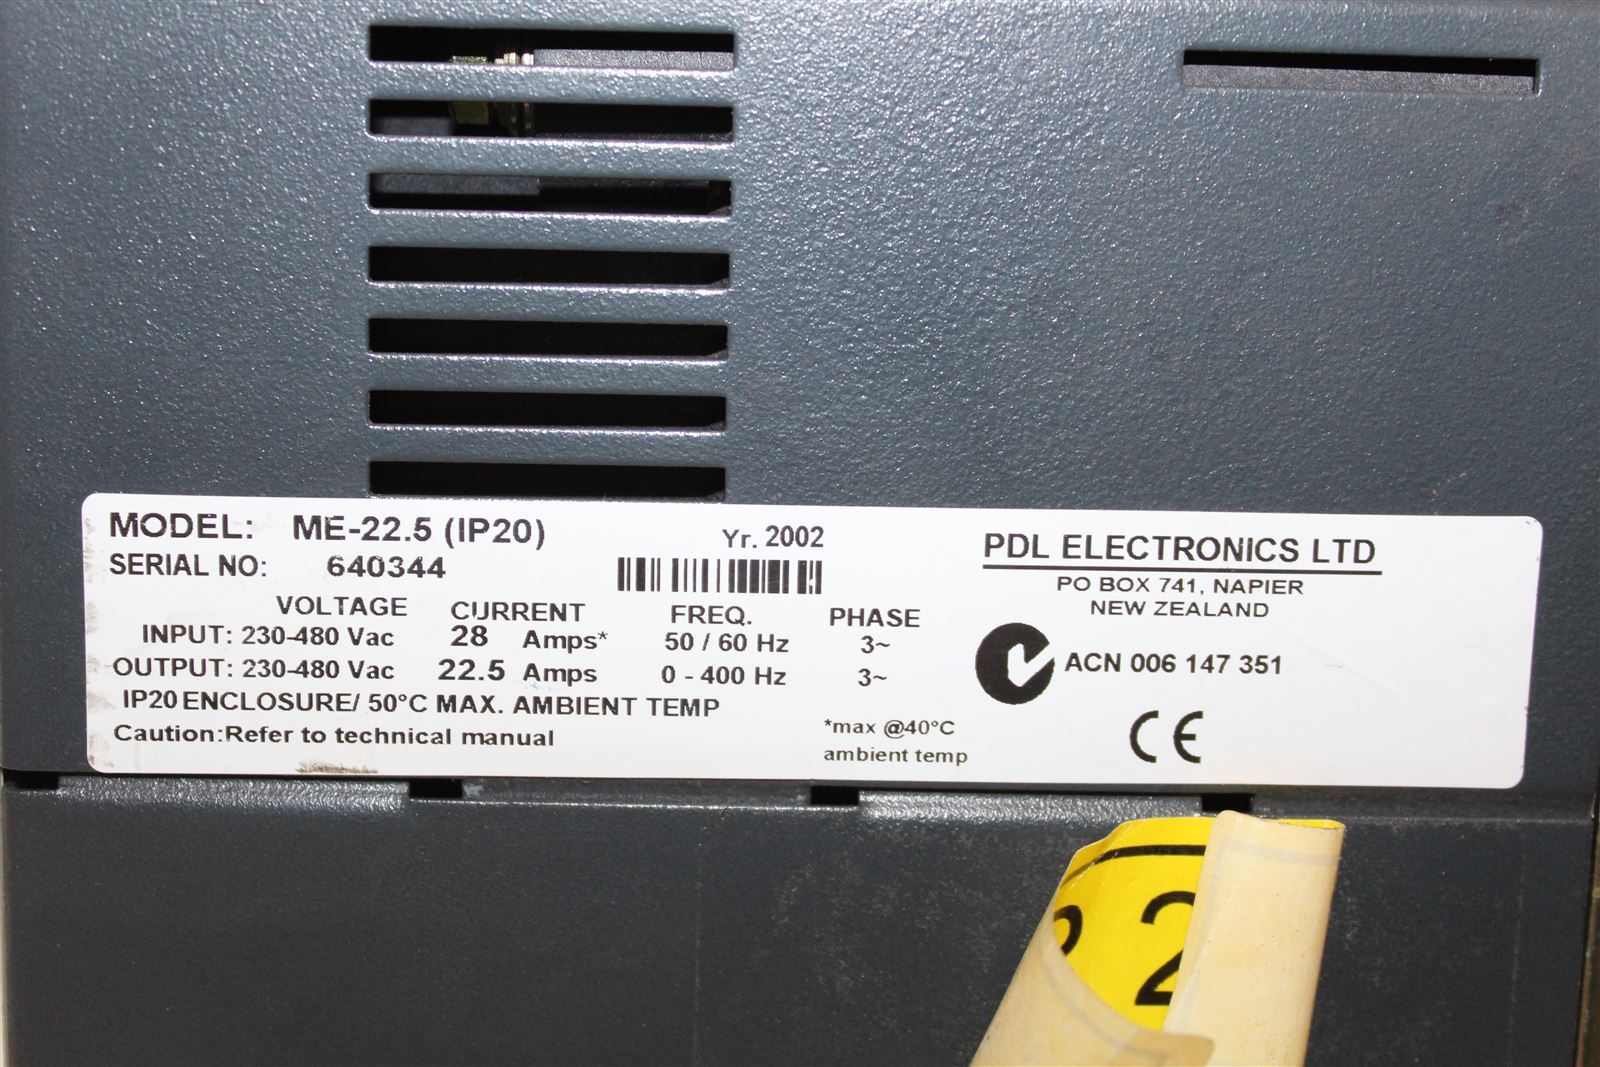 MODEL: ME-22.5 (IP20)
Yr. 2002
SERIAL NO: 640344
VOLTAGE CURRENT FREQ. PHASE
INPUT: 230-480 Vac 28 Amps* 50 / 60 Hz 3~
OUTPUT: 230-480 Vac 22.5 Amps 0 - 400 Hz 3~
IP20 ENCLOSURE/ 50°C MAX. AMBIENT TEMP
Caution:Refer to technical manual
*max @40°C
ambient temp
PDL ELECTRONICS LTD
PO BOX 741, NAPIER
NEW ZEALAND
ACN 006 147 351
CE
2